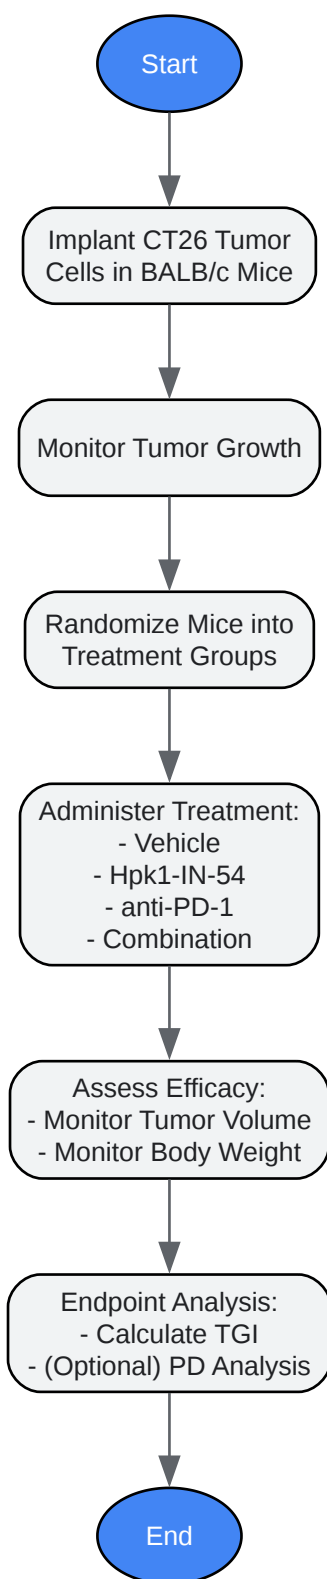 Start
Implant CT26 Tumor
Cells in BALB/c Mice
Monitor Tumor Growth
Randomize Mice into
Treatment Groups
Administer Treatment:
- Vehicle
- Hpk1-IN-54
- anti-PD-1
- Combination
Assess Efficacy:
- Monitor Tumor Volume
- Monitor Body Weight
Endpoint Analysis:
- Calculate TGI
- (Optional) PD Analysis
End